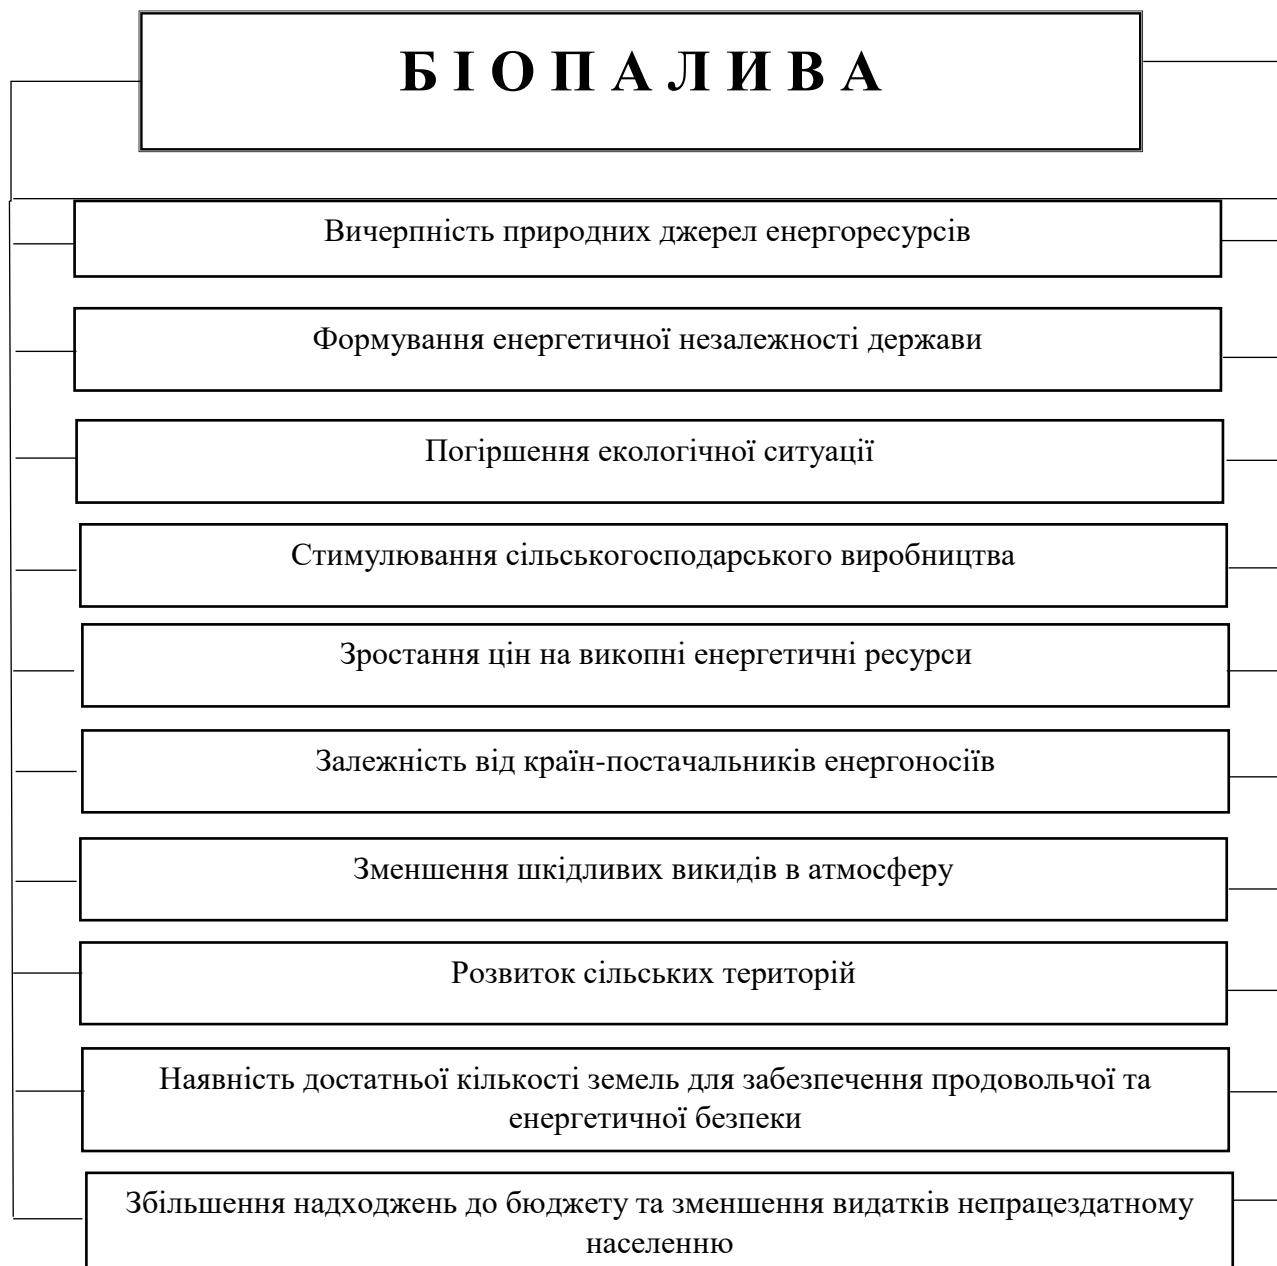 БІОПАЛИВА
Вичерпність природних джерел енергоресурсів
Формування енергетичної незалежності держави
Погіршення екологічної ситуації
Стимулювання сільськогосподарського виробництва
Зростання цін на викопні енергетичні ресурси
Залежність від країн-постачальників енергоносіїв
Зменшення шкідливих викидів в атмосферу
Розвиток сільських територій
Наявність достатньої кількості земель для забезпечення продовольчої та
енергетичної безпеки
Збільшення надходжень до бюджету та зменшення видатків непрацездатному
населенню